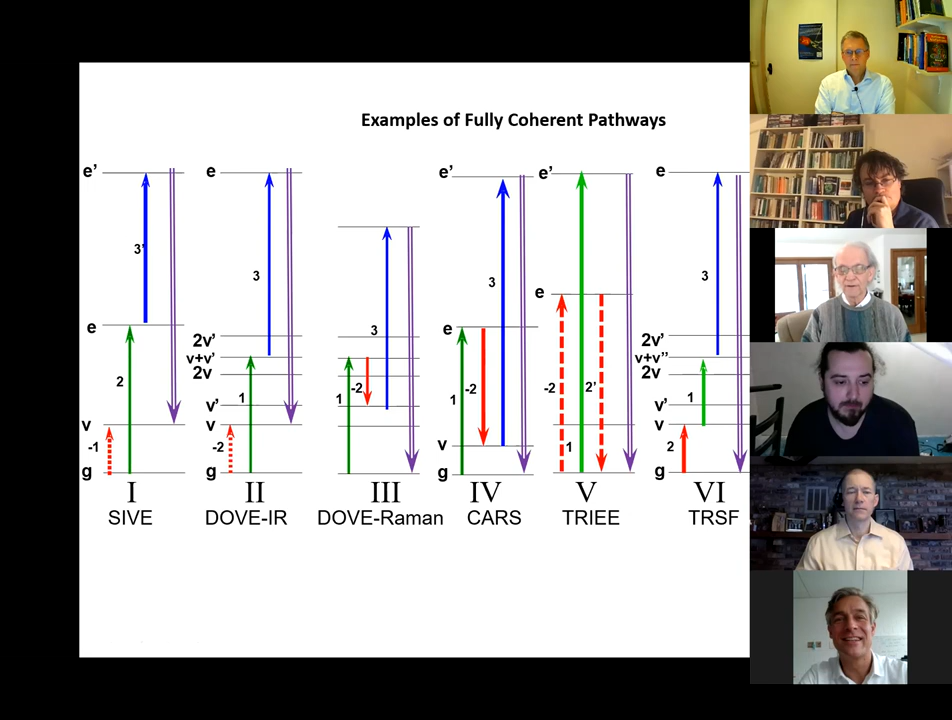 Examples of Fully Coherent Pathways
e’ e e’ e’ e
3’ 3 3 3 3
e 2v’ e e 2v’
v+v’ v+v”
2v 2v
2 1 1 -2 1 -2 -2 2’ 1
v’ v’
v v v v
-1 -2 1 2
g g g g g
I II III IV V VI
SIVE DOVE-IR DOVE-Raman CARS TRIEE TRSF